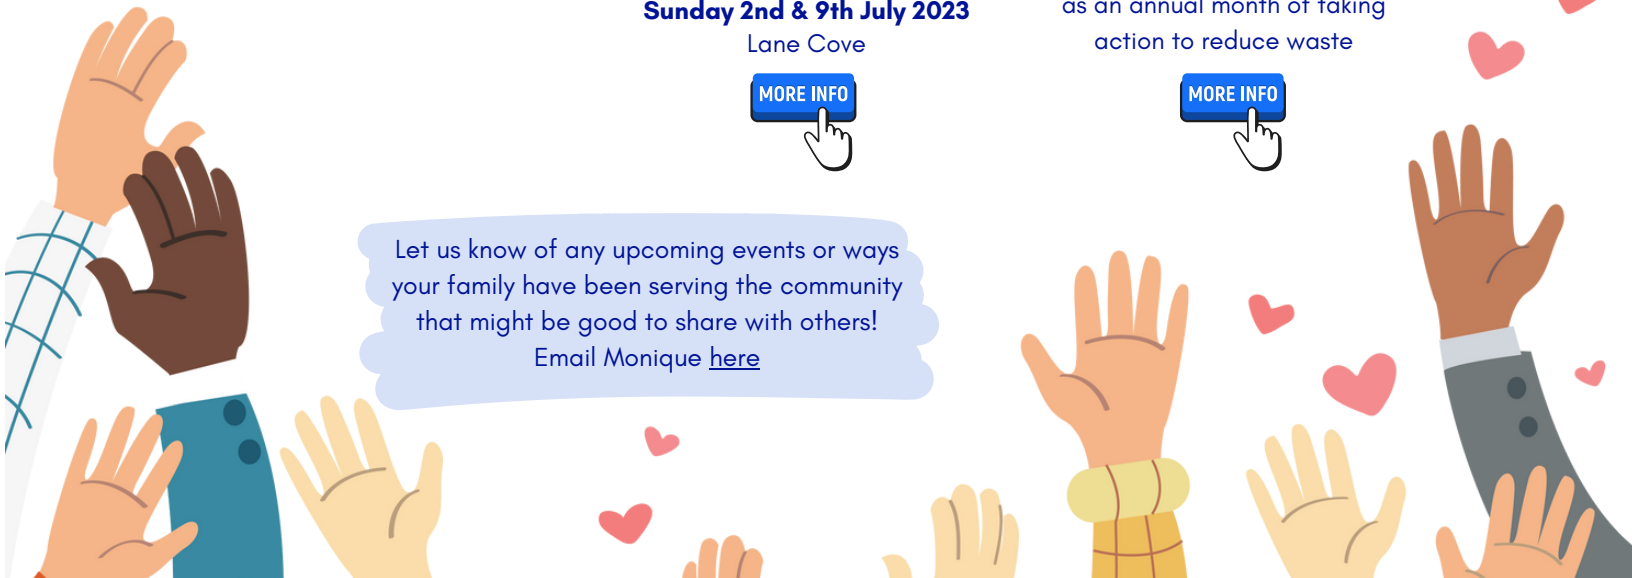 Sunday 2nd & 9th July 2023
Lane Cove
MORE INFO
as an annual month of taking
action to reduce waste
MORE INFO
Let us know of any upcoming events or ways
your family have been serving the community
that might be good to share with others!
Email Monique here